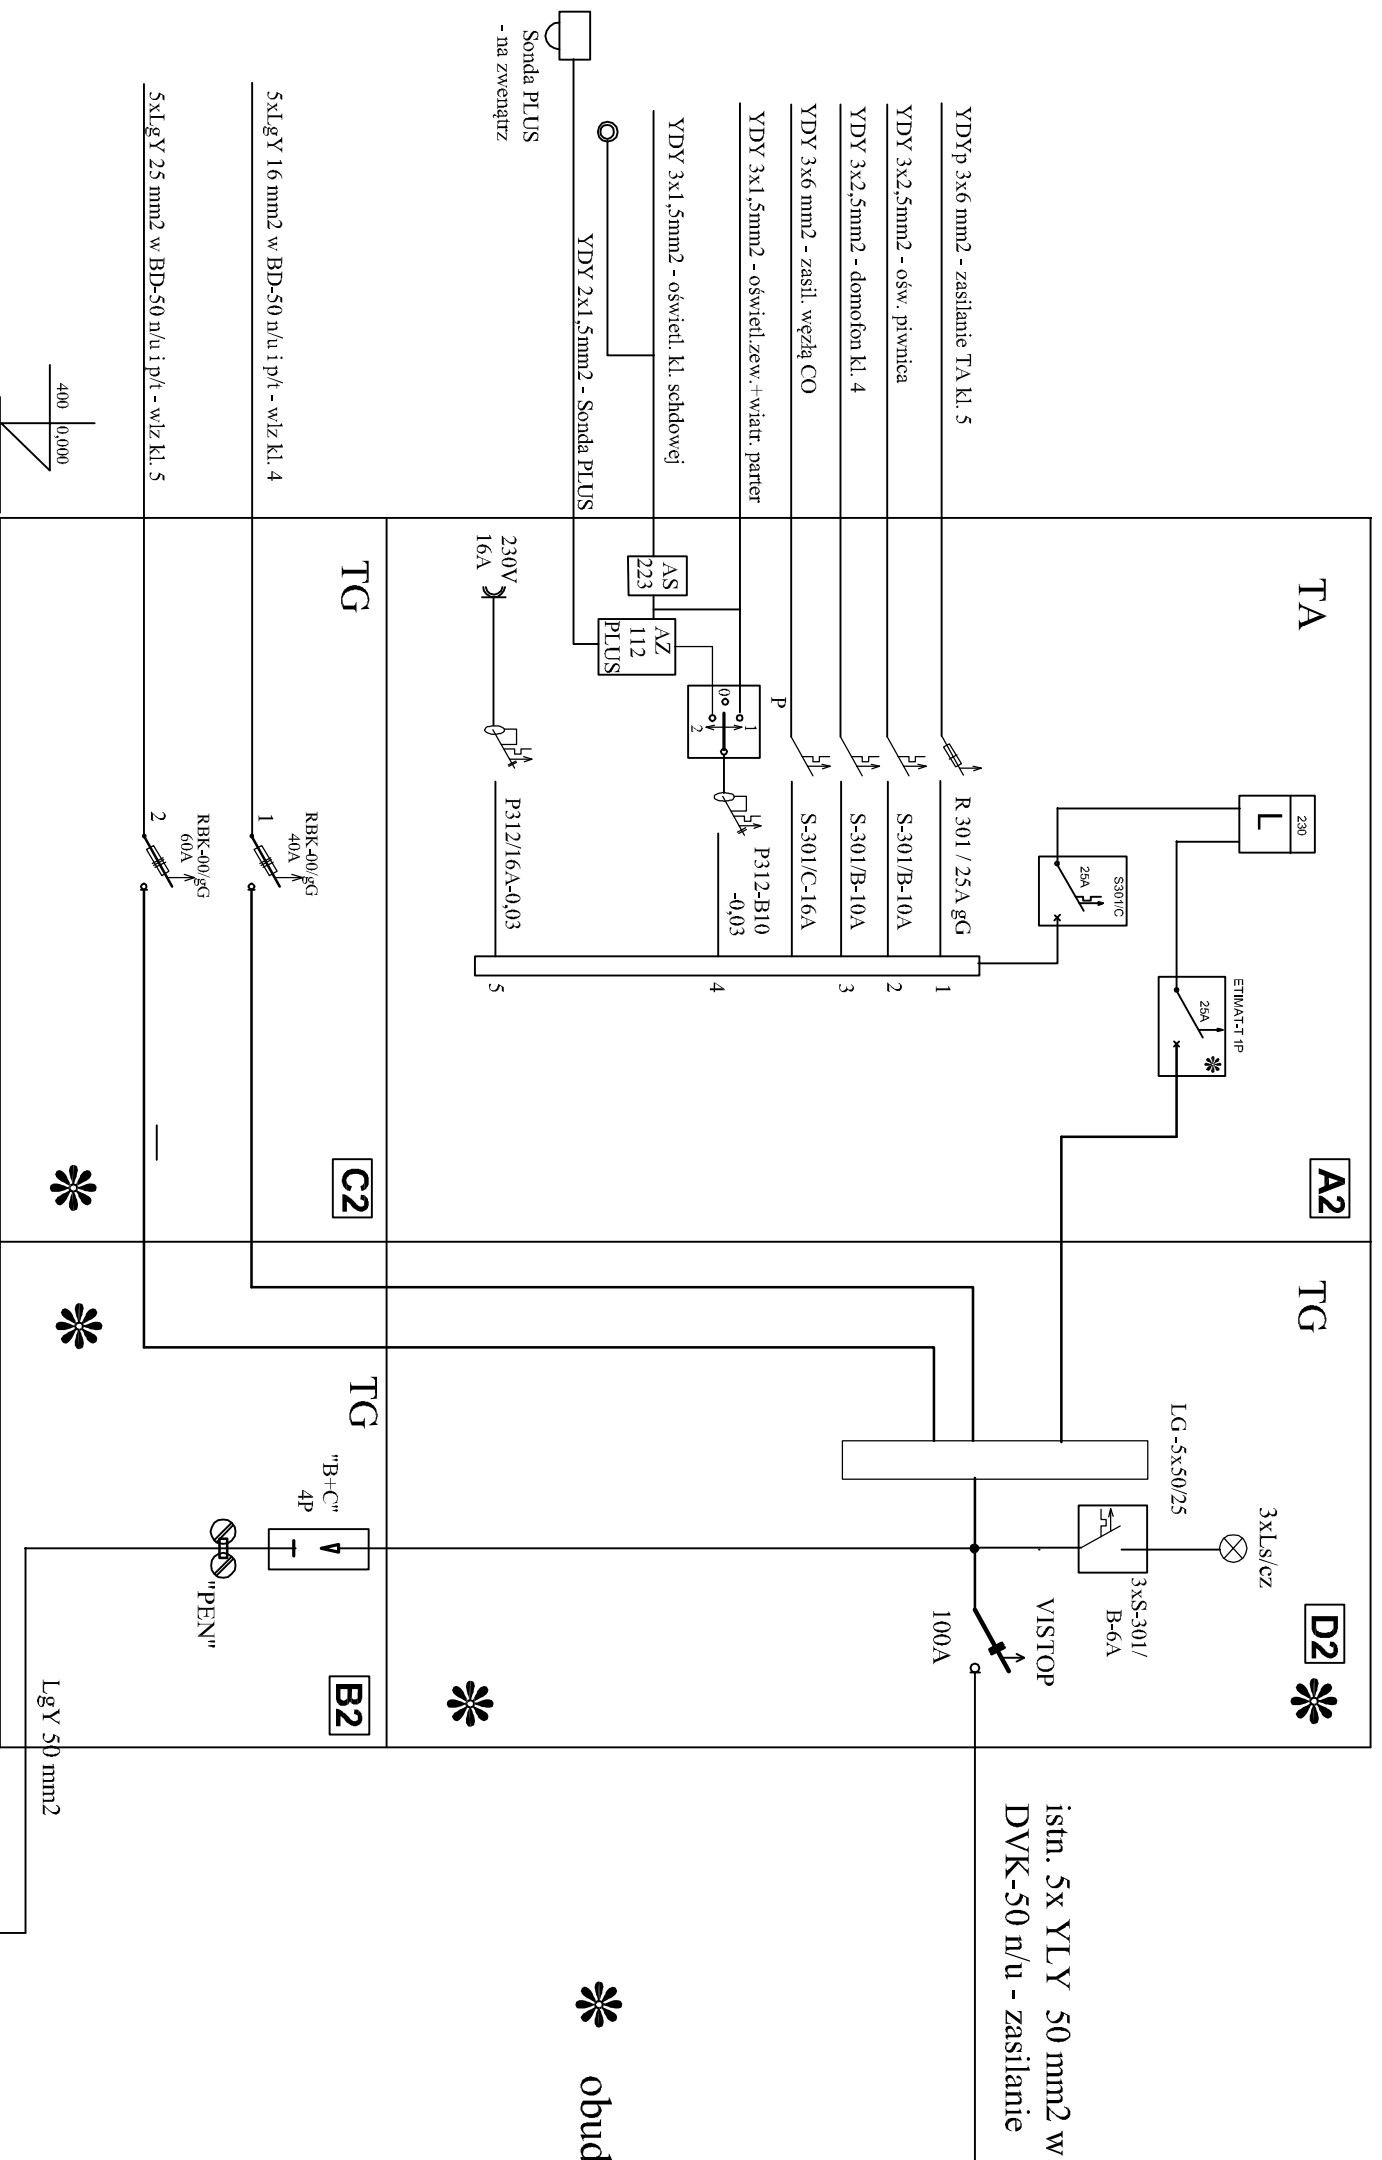 TA
TG
230
L
S301/C
25A
ETIMAT-T 1P
25A
A2
D2
3xLs/cz
LG -5x50/25
3xS-301/
B-6A
VISTOP
100A
istn. 5x YLY 50 mm2 w
DVK-50 n/u - zasilanie
YDYp 3x6 mm2 - zasilanie TA kl. 5
R 301 / 25A gG
1
YDY 3x2,5mm2 - ośw. piwnica
S-301/B-10A
2
YDY 3x2,5mm2 - domofon kl. 4
S-301/B-10A
3
YDY 3x6 mm2 - zasil. węzłą CO
S-301/C-16A
YDY 3x1,5mm2 - oświetl.zew.+wiatr. parter
P
1
0
2
P312-B10
-0,03
4
YDY 3x1,5mm2 - oświetl. kl. schdowej
AS
223
AZ
112
PLUS
YDY 2x1,5mm2 - Sonda PLUS
Sonda PLUS
- na zwenątrz
230V
16A
P312/16A-0,03
5
obud
TG
C2
TG
B2
5xLgY 16 mm2 w BD-50 n/u i p/t - wlz kl. 4
1
RBK-00/gG
40A
5xLgY 25 mm2 w BD-50 n/u i p/t - wlz kl. 5
2
RBK-00/gG
60A
"B+C"
4P
"PEN"
LgY 50 mm2
400 0,000